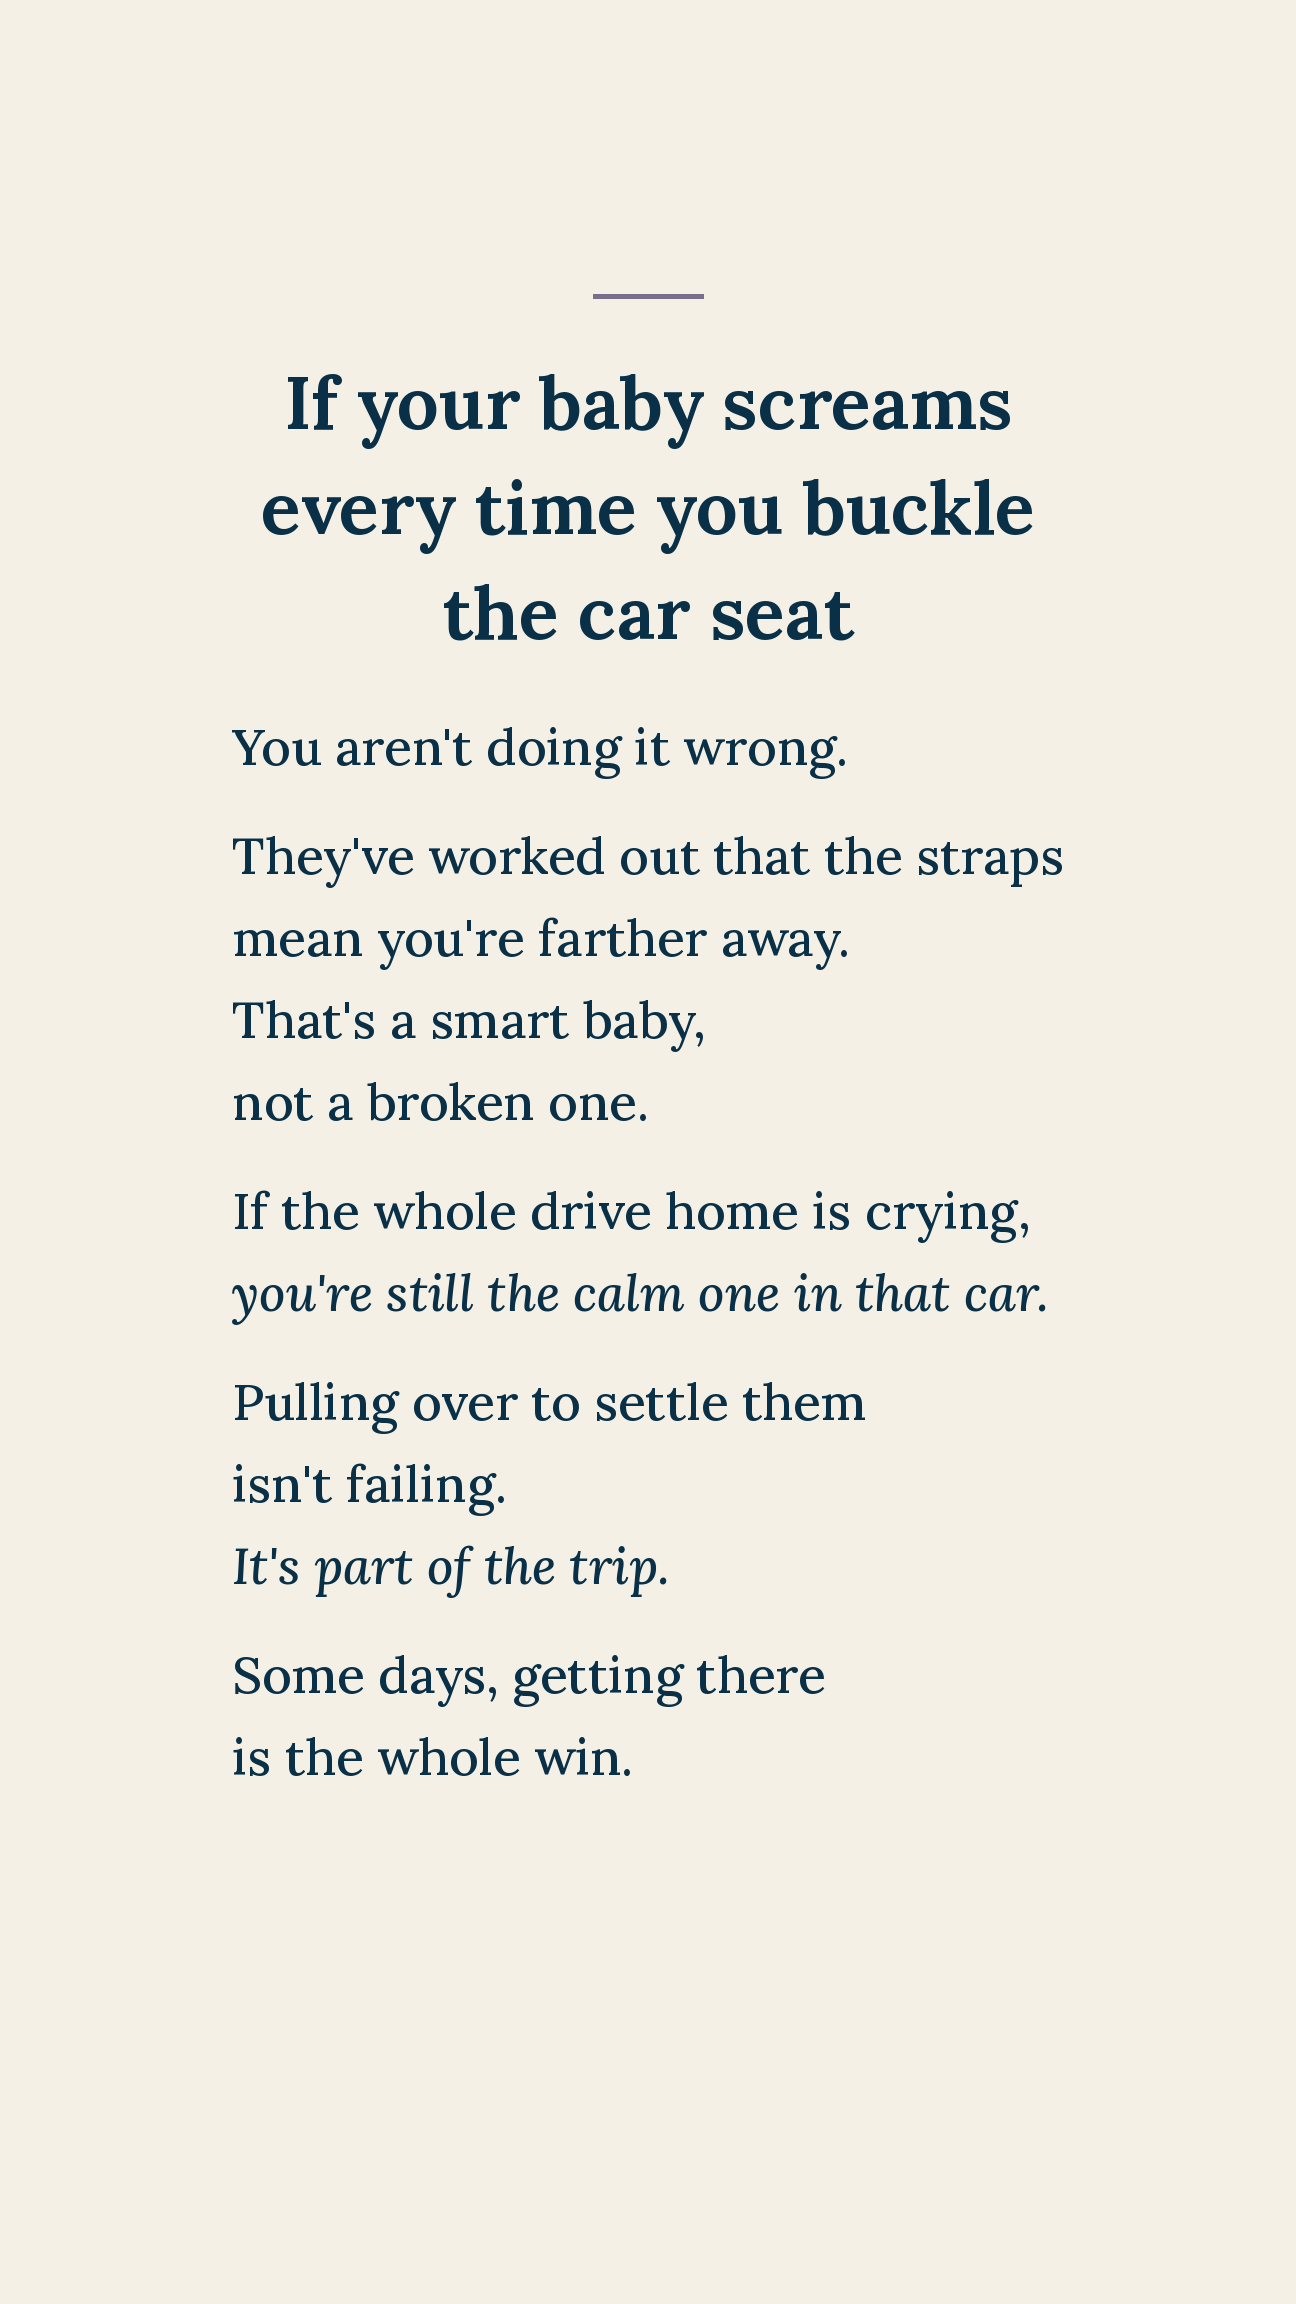 If your baby screams
every time you buckle
the car seat
You aren't doing it wrong.
They've worked out that the straps
mean you're farther away.
That's a smart baby,
not a broken one.
If the whole drive home is crying,
you're still the calm one in that car.
Pulling over to settle them
isn't failing.
It's part of the trip.
Some days, getting there
is the whole win.